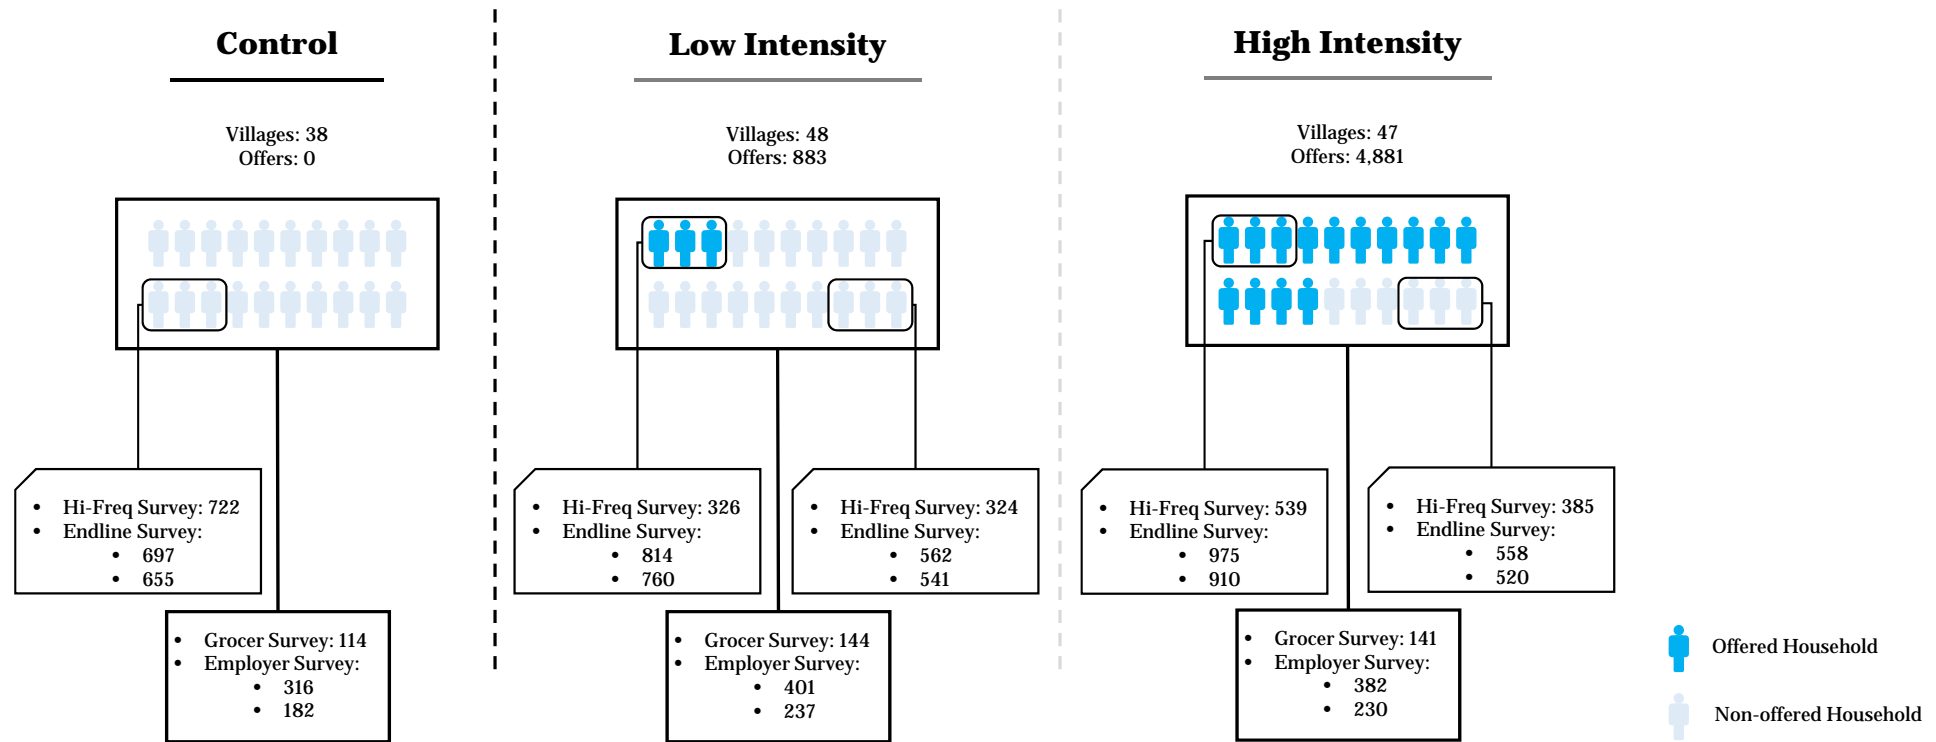 Control
Villages: 38
Offers: 0
• Hi-Freq Survey: 722
• Endline Survey:
• 697
• 655
• Grocer Survey: 114
• Employer Survey:
• 316
• 182
Low Intensity
Villages: 48
Offers: 883
• Hi-Freq Survey: 326
• Endline Survey:
• 814
• 760
• Hi-Freq Survey: 324
• Endline Survey:
• 562
• 541
• Grocer Survey: 144
• Employer Survey:
• 401
• 237
High Intensity
Villages: 47
Offers: 4,881
• Hi-Freq Survey: 539
• Endline Survey:
• 975
• 910
• Hi-Freq Survey: 385
• Endline Survey:
• 558
• 520
• Grocer Survey: 141
• Employer Survey:
• 382
• 230
Offered Household
Non-offered Household